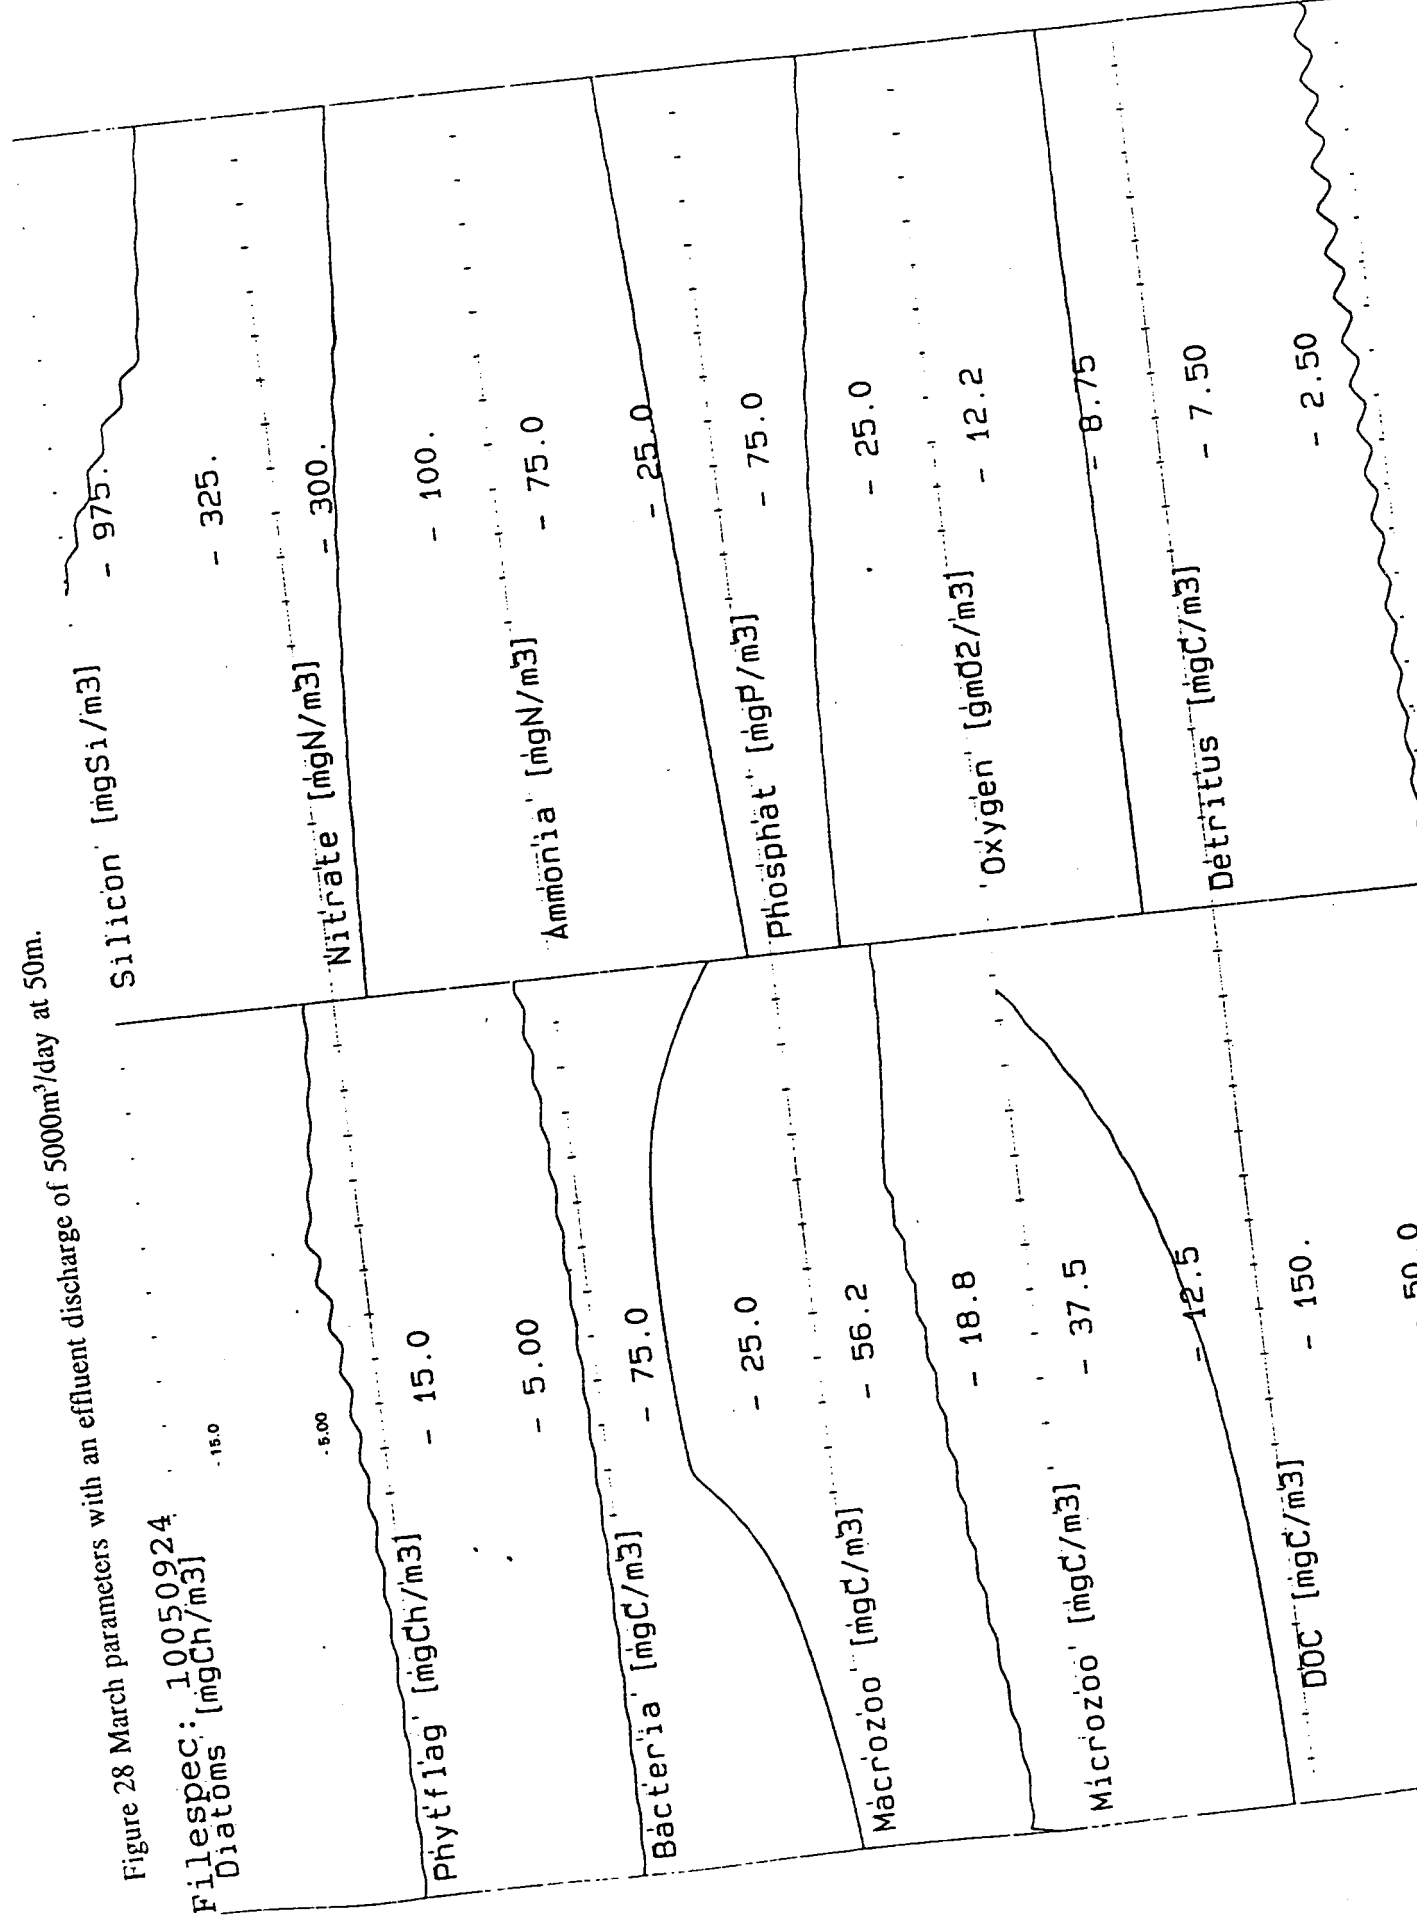 Figure 28 March parameters with an effluent discharge of 5000m³/day at 50m.
Filespec: 10050924
Diatoms [mgCh/m3]
- 15.0
- 5.00
Phytflag [mgCh/m3]
- 15.0
- 5.00
Bacteria [mgC/m3]
- 75.0
- 25.0
Macrozoo [mgC/m3]
- 56.2
- 18.8
Microzoo [mgC/m3]
- 37.5
- 12.5
DOC [mgC/m3]
- 150.
50.0
Silicon [mgSi/m3]
- 975.
- 325.
Nitrate [mgN/m3]
- 300.
- 100.
Ammonia [mgN/m3]
- 75.0
- 25.0
Phosphat [mgP/m3]
- 75.0
- 25.0
Oxygen [gmO2/m3]
- 12.2
- 8.75
Detritus [mgC/m3]
- 7.50
- 2.50